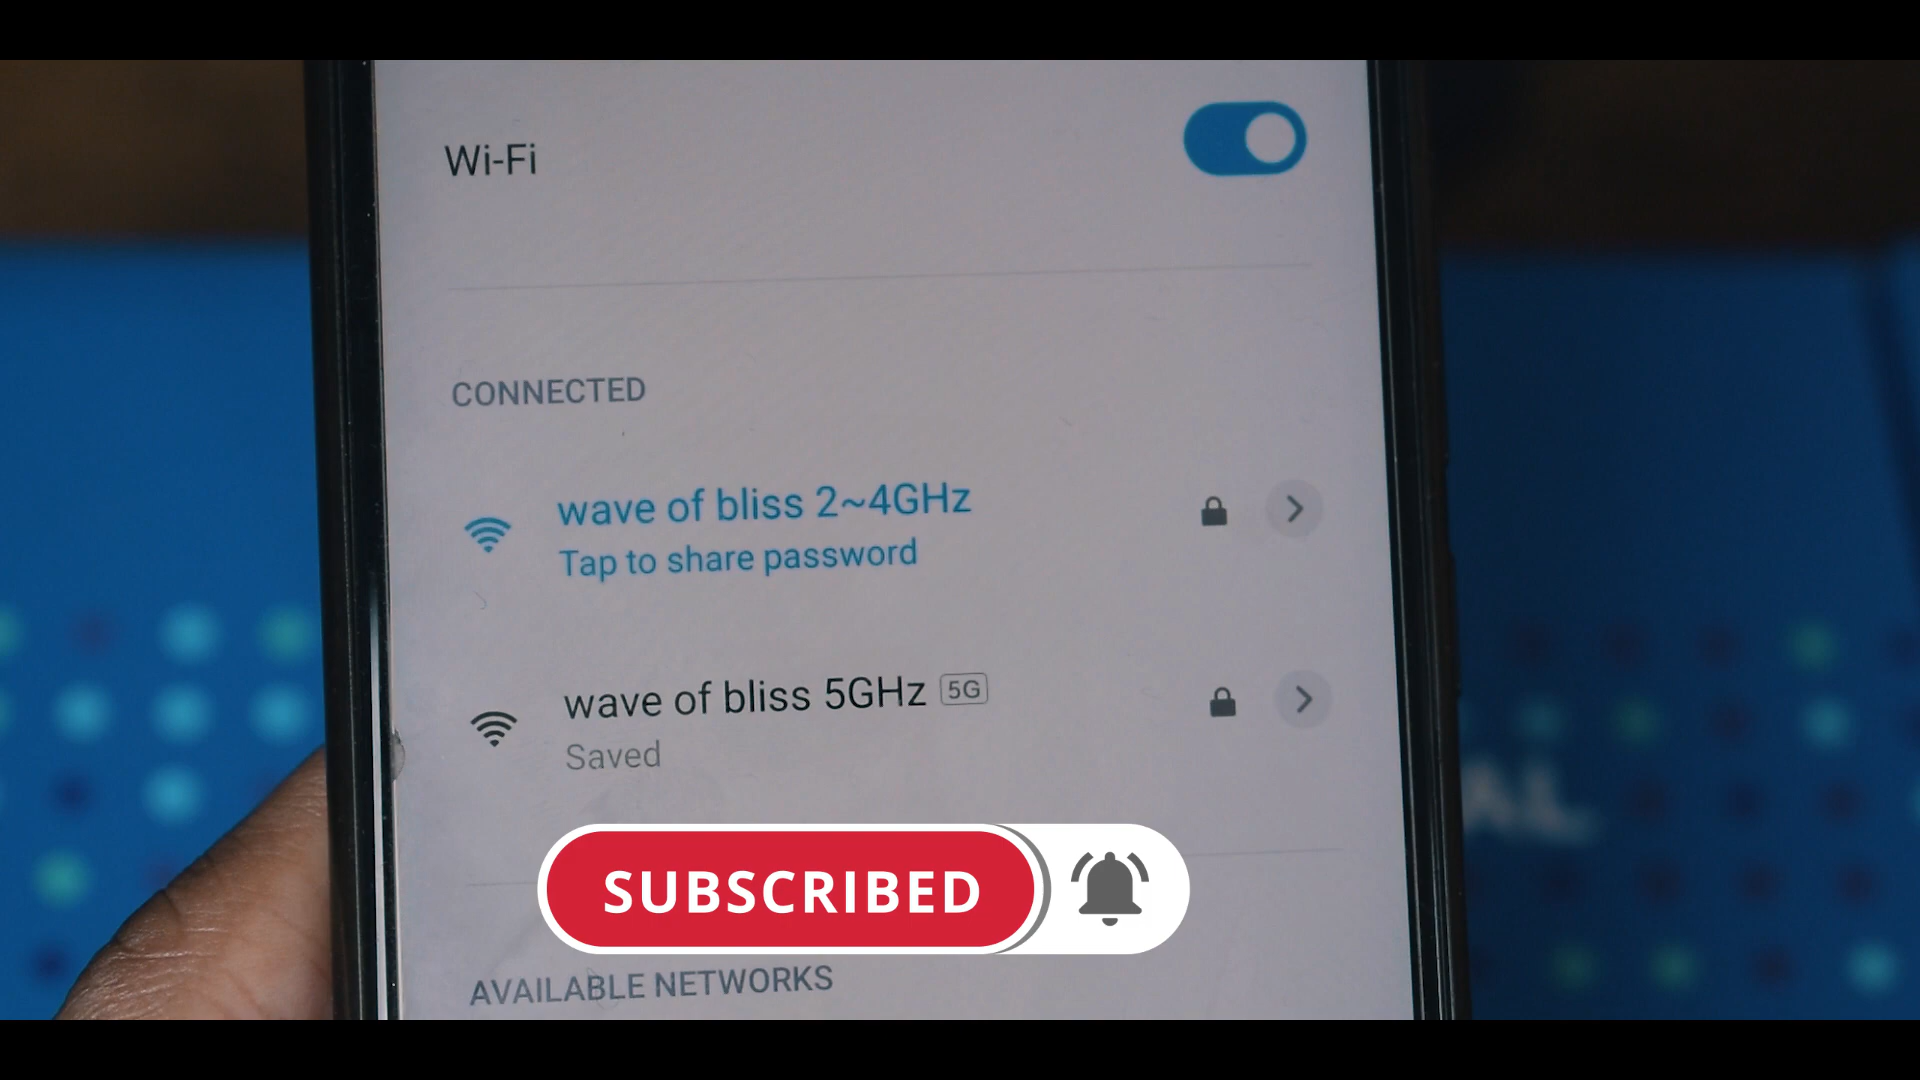 Wi-Fi
CONNECTED
wave of bliss 2~4GHz
Tap to share password
wave of bliss 5GHz 5G
Saved
SUBSCRIBED
AVAILABLE NETWORKS